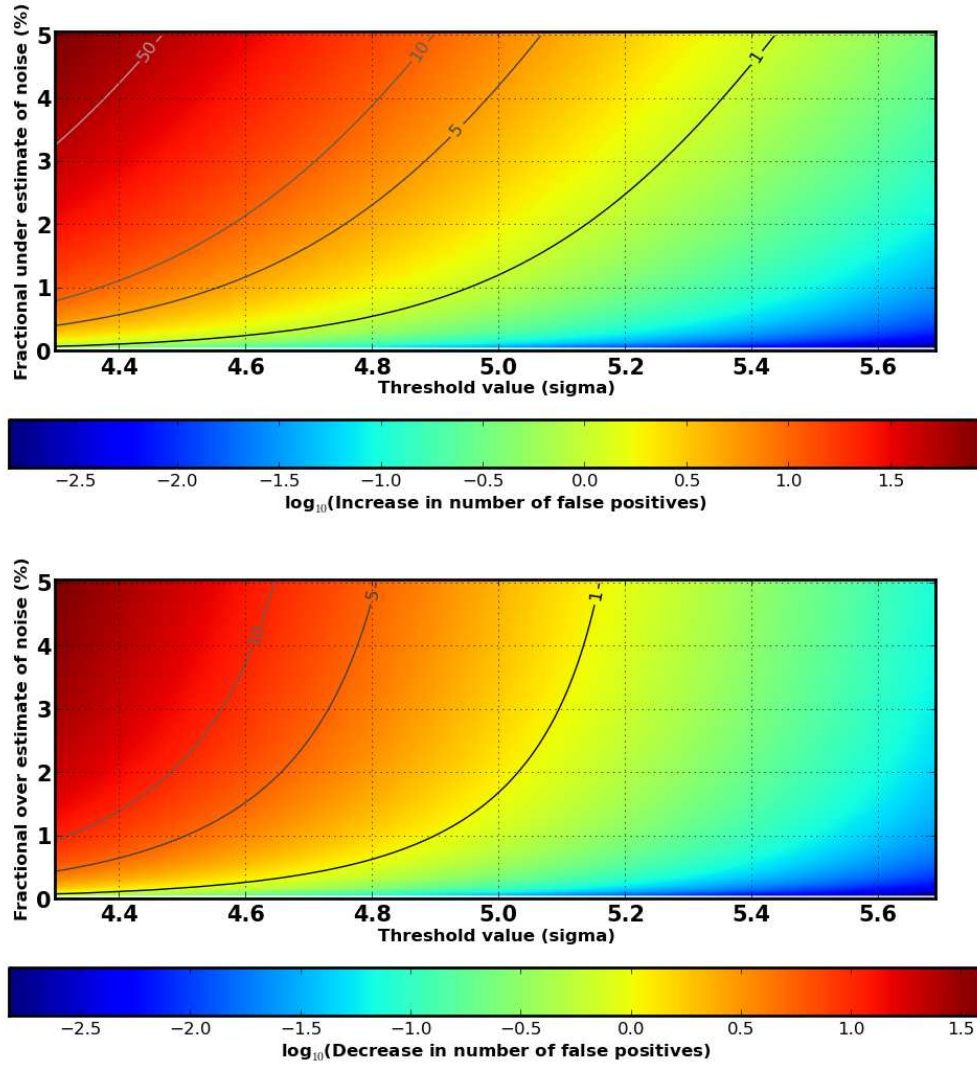 Fractional under estimate of noise (%)
5
4
3
2
1
0
50
10
5
1
4.4 4.6 4.8 5.0 5.2 5.4 5.6
Threshold value (sigma)
−2.5 −2.0 −1.5 −1.0 −0.5 0.0 0.5 1.0 1.5
log₁₀(Increase in number of false positives)
Fractional over estimate of noise (%)
5
4
3
2
1
0
10
5
1
4.4 4.6 4.8 5.0 5.2 5.4 5.6
Threshold value (sigma)
−2.5 −2.0 −1.5 −1.0 −0.5 0.0 0.5 1.0 1.5
log₁₀(Decrease in number of false positives)